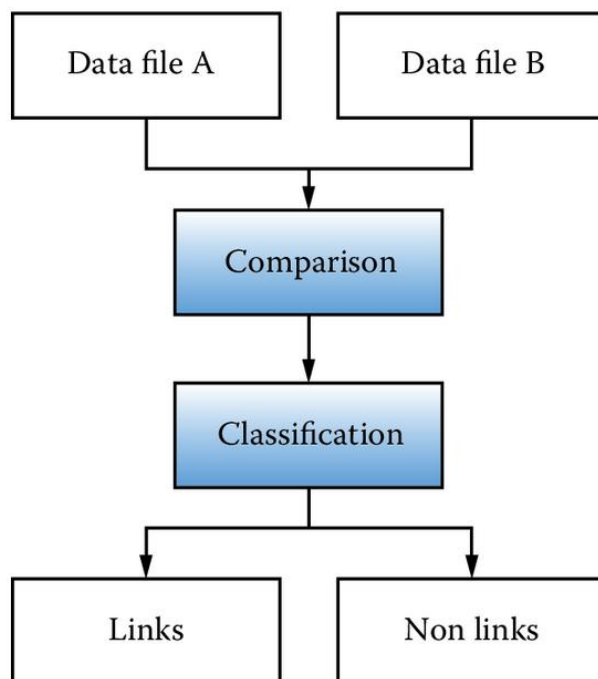 Data file A
Data file B
Comparison
Classification
Links
Non links